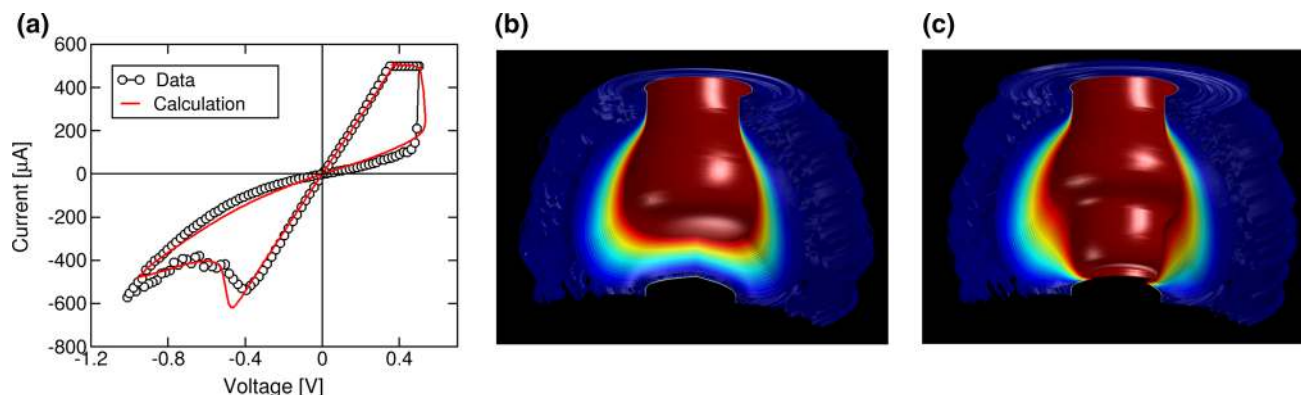 (a)
600
400
200
0
-200
-400
-600
-800
Current [μA]
Data
Calculation
-1.2 -0.8 -0.4 0 0.4
Voltage [V]
(b)
(c)